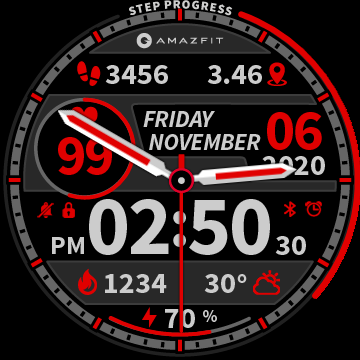 STEP PROGRESS
AMAZFIT
3456 3.46
FRIDAY 06
NOVEMBER
99 2020
PM 02:50 30
1234 30°
70 %